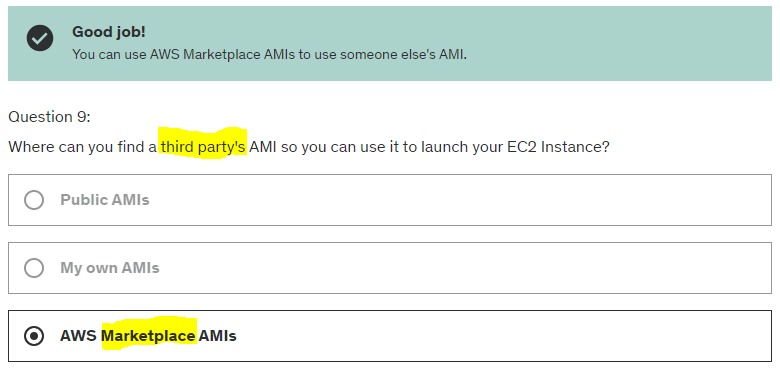 Good job!
You can use AWS Marketplace AMIs to use someone else's AMI.
Question 9:
Where can you find a third party's AMI so you can use it to launch your EC2 Instance?
Public AMIs
My own AMIs
AWS Marketplace AMIs